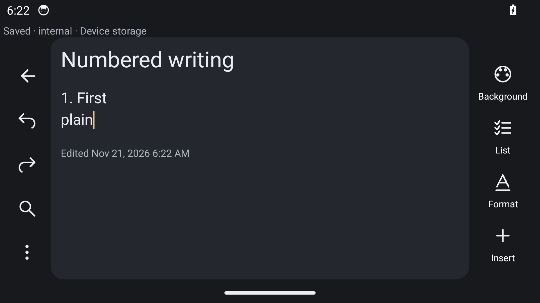 6:22
Saved · internal · Device storage
Numbered writing
1. First
plain
Edited Nov 21, 2026 6:22 AM
Background
List
Format
Insert